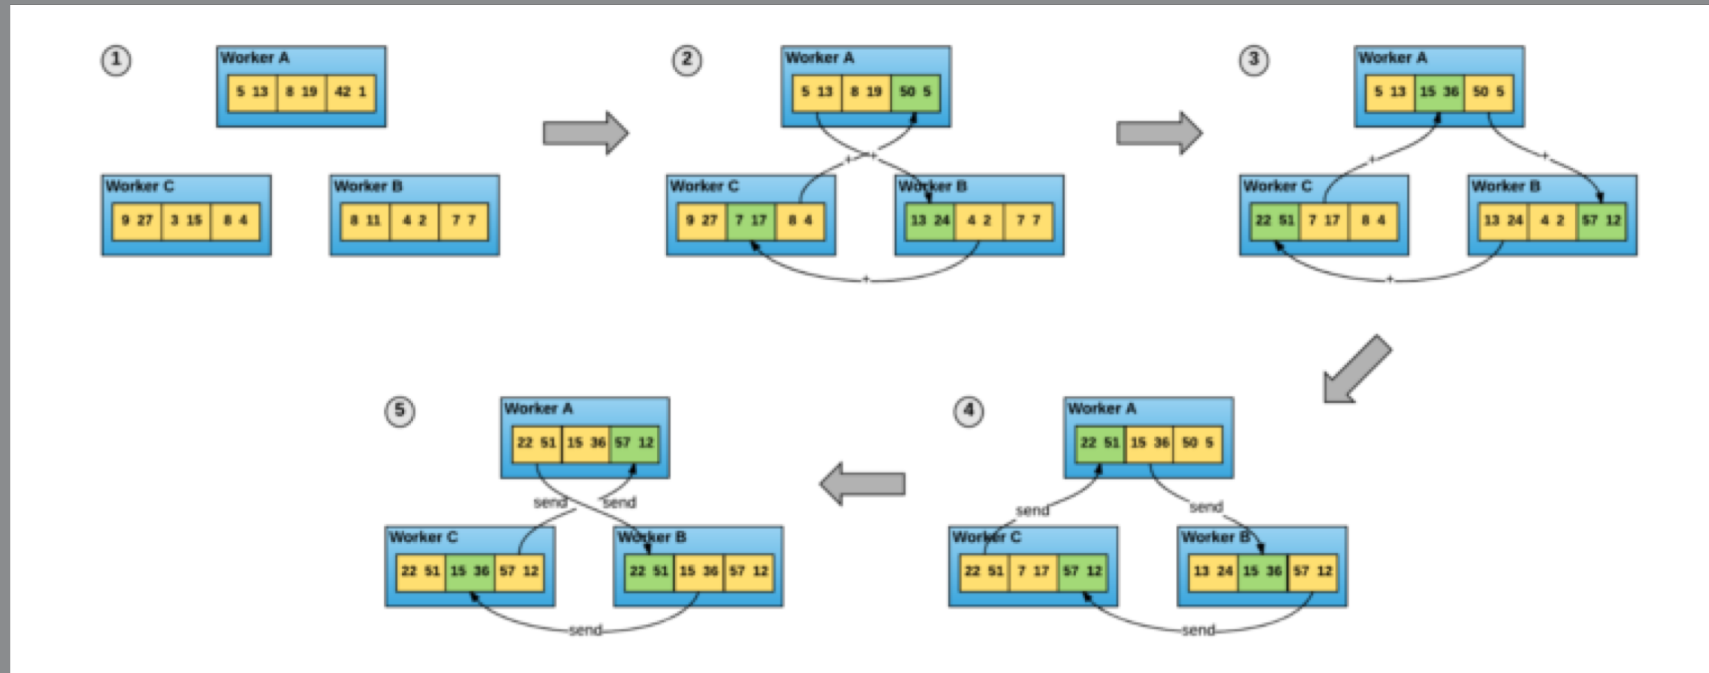 1
Worker A
5 13 8 19 42 1
Worker C
9 27 3 15 8 4
Worker B
8 11 4 2 7 7
2
Worker A
5 13 8 19 50 5
+ +
Worker C
9 27 7 17 8 4
Worker B
13 24 4 2 7 7
+
3
Worker A
5 13 15 36 50 5
+ +
Worker C
22 51 7 17 8 4
Worker B
13 24 4 2 57 12
+
4
Worker A
22 51 15 36 50 5
send send
Worker C
22 51 7 17 57 12
Worker B
13 24 15 36 57 12
send
5
Worker A
22 51 15 36 57 12
send send
Worker C
22 51 15 36 57 12
Worker B
22 51 15 36 57 12
send